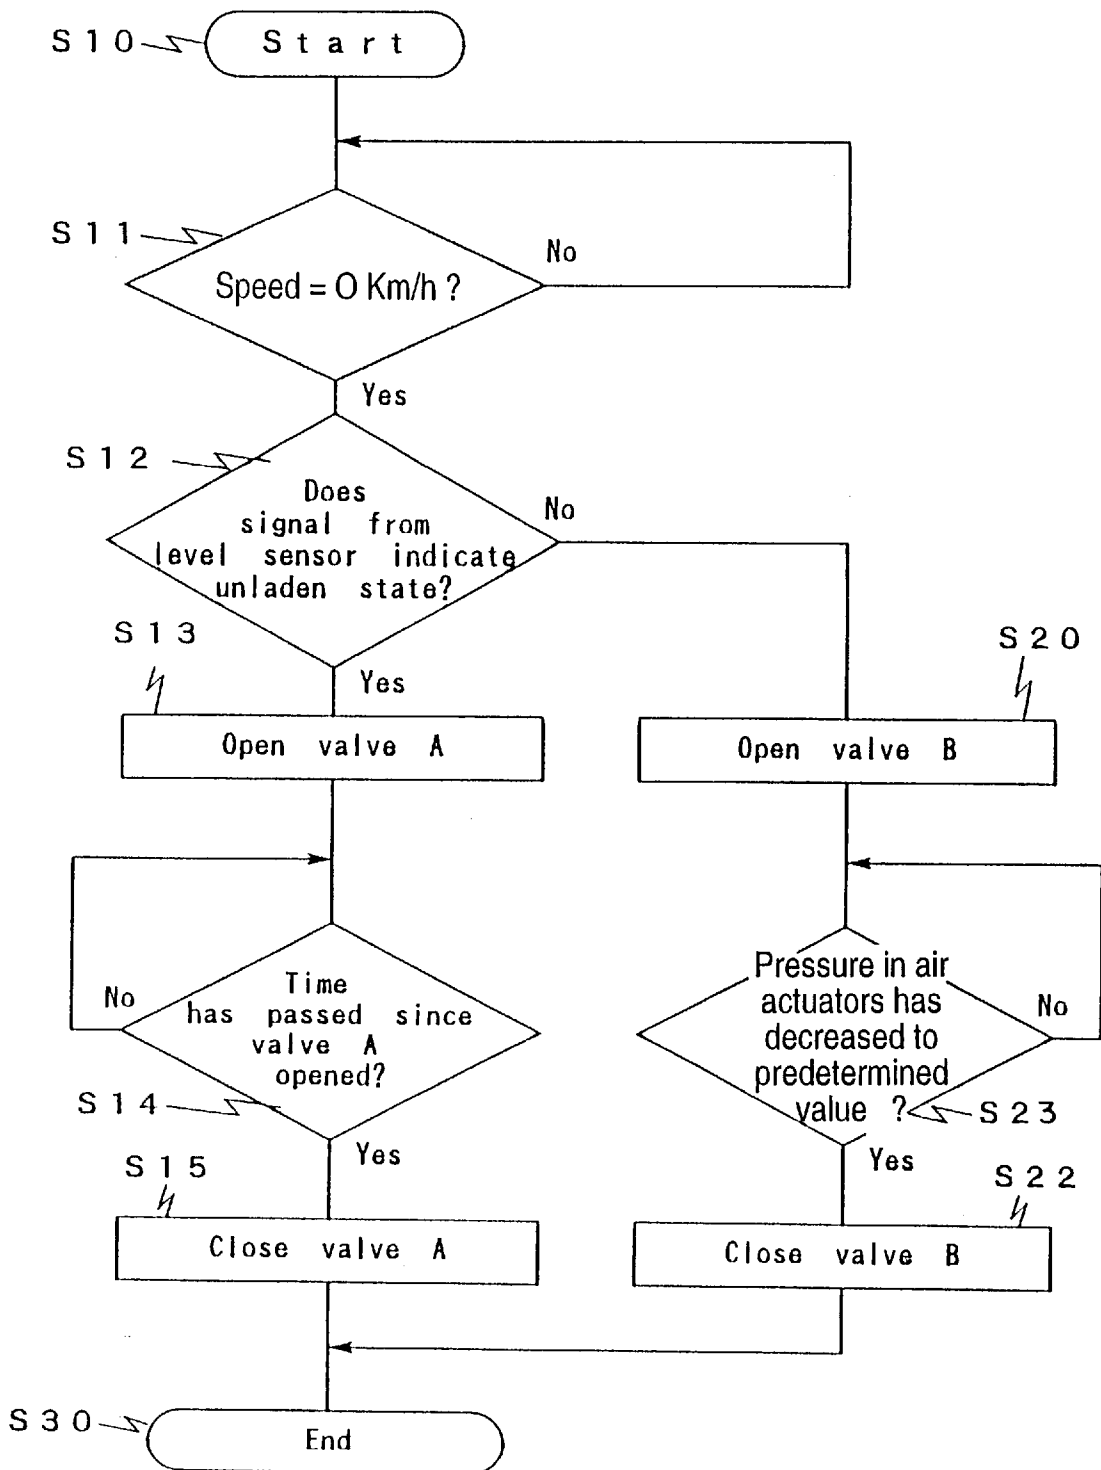 S10
Start
S11
Speed = 0 Km/h ?
No
Yes
S12
Does
signal from
level sensor indicate
unladen state?
No
Yes
S13
Open valve A
S20
Open valve B
Time
has passed since
valve A
opened?
No
S14
Yes
Pressure in air
actuators has
decreased to
predetermined
value ?
No
S23
Yes
S15
Close valve A
S22
Close valve B
S30
End